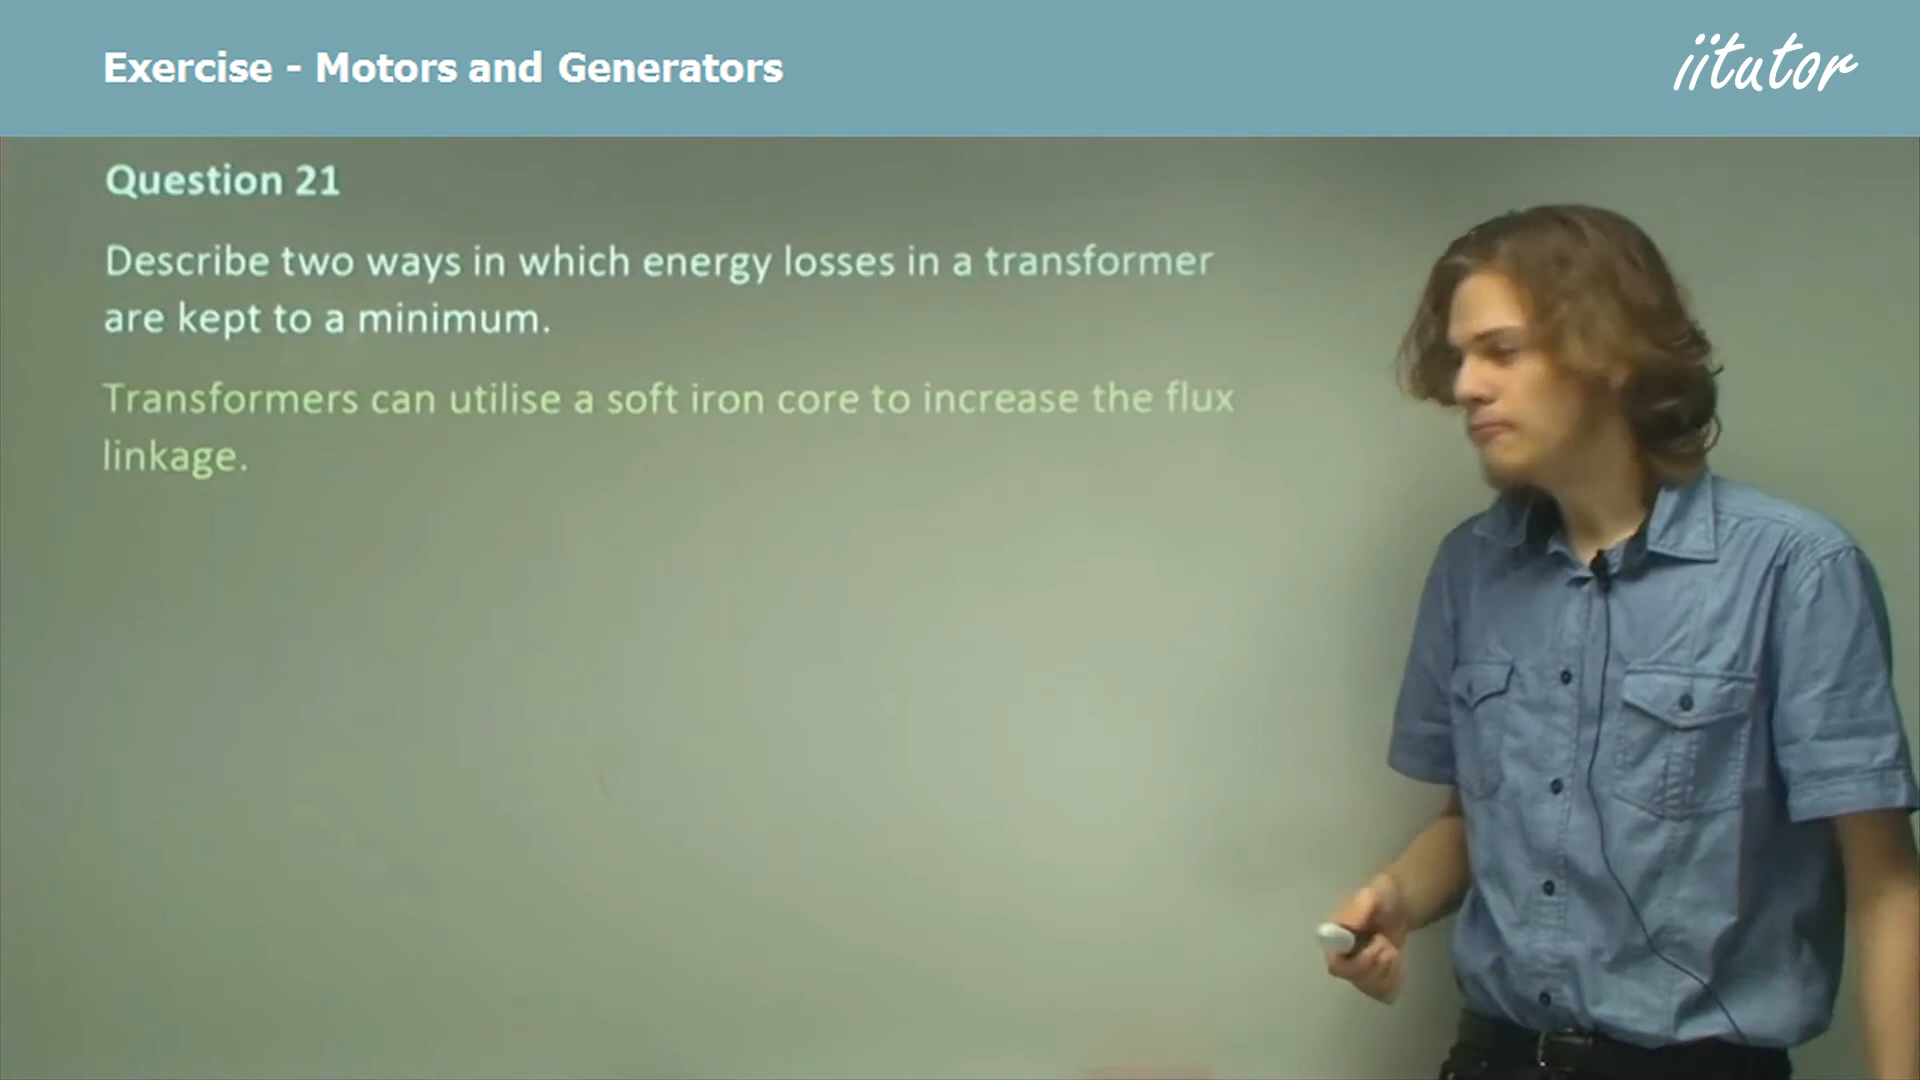 Exercise - Motors and Generators
iitutor
Question 21
Describe two ways in which energy losses in a transformer
are kept to a minimum.
Transformers can utilise a soft iron core to increase the flux
linkage.